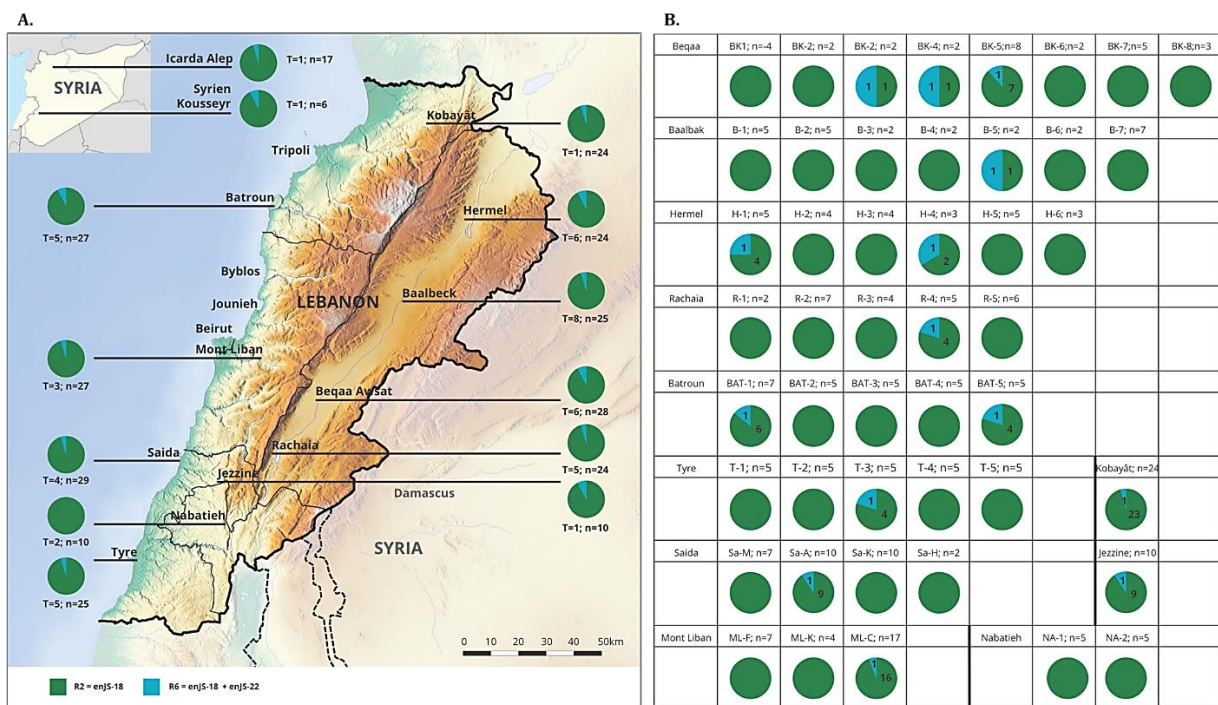 A.
SYRIA
Icarda Alep
T=1; n=17
Syrien
Kousseyr
T=1; n=6
Kobayât
T=1; n=24
Tripoli
Batroun
T=5; n=27
Hermel
T=6; n=24
Byblos
LEBANON
Baalbeck
T=8; n=25
Jounieh
Beirut
Mont-Liban
T=3; n=27
Beqaa Awsat
T=6; n=28
Saida
T=4; n=29
Rachaia
T=5; n=24
Jezzine
T=1; n=10
Damascus
Nabatieh
T=2; n=10
SYRIA
Tyre
T=5; n=25
0 10 20 30 40 50km
R2 = enJS-18 R6 = enJS-18 + enJS-22
B.
Beqaa BK1; n=-4 BK-2; n=2 BK-2; n=2 BK-4; n=2 BK-5;n=8 BK-6;n=2 BK-7;n=5 BK-8;n=3
1 1 1 1 1 7
Baalbak B-1; n=5 B-2; n=5 B-3; n=2 B-4; n=2 B-5; n=2 B-6; n=2 B-7; n=7
1 1
Hermel H-1; n=5 H-2; n=4 H-3; n=4 H-4; n=3 H-5; n=5 H-6; n=3
1 4 1 2
Rachaïa R-1; n=2 R-2; n=7 R-3; n=4 R-4; n=5 R-5; n=6
1 4
Batroun BAT-1; n=7 BAT-2; n=5 BAT-3; n=5 BAT-4; n=5 BAT-5; n=5
1 6 1 4
Tyre T-1; n=5 T-2; n=5 T-3; n=5 T-4; n=5 T-5; n=5 Kobayât; n=24
1 4 1 23
Saida Sa-M; n=7 Sa-A; n=10 Sa-K; n=10 Sa-H; n=2 Jezzine; n=10
1 9 1 9
Mont Liban ML-F; n=7 ML-K; n=4 ML-C; n=17 Nabatieh NA-1; n=5 NA-2; n=5
1 16